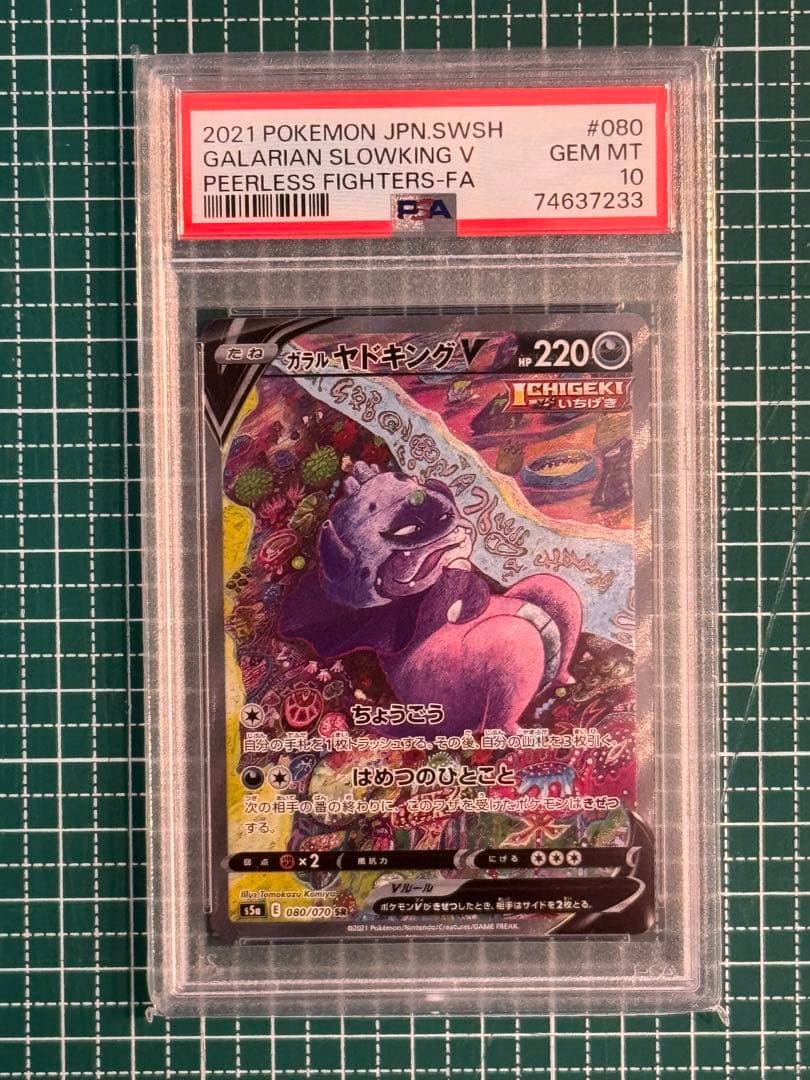 2021 POKEMON JPN.SWSH #080
GALARIAN SLOWKING V GEM MT
PEERLESS FIGHTERS-FA 10
PSA 74637233
たね ガラル ヤドキングV HP 220
ICHIGEKI
いちげき
ちょうごう
自分の手札を1枚トラッシュする。その後、自分の山札を3枚引く。
はめつのひとこと
次の相手の番の終わりに、このワザを受けたポケモンはきぜつ
する。
弱点 ×2 抵抗力 にげる
Vルール
ポケモンVがきぜつしたとき、相手はサイドを2枚とる。
Illus. Tomokazu Komiya
s5a E 080/070 SR
©2021 Pokémon/Nintendo/Creatures/GAME FREAK.